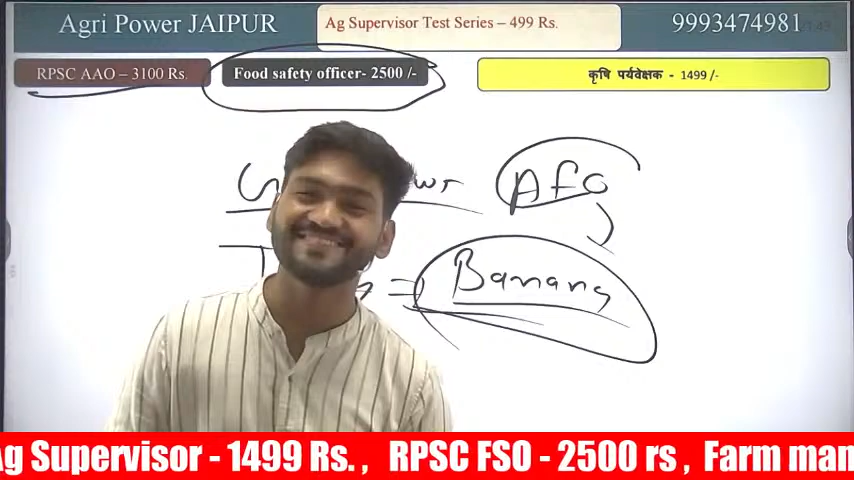 Agri Power JAIPUR
Ag Supervisor Test Series – 499 Rs.
9993474981
RPSC AAO – 3100 Rs.
Food safety officer- 2500 /-
कृषि पर्यवेक्षक - 1499 /-
AFO
= Banana
Ag Supervisor - 1499 Rs. , RPSC FSO - 2500 rs , Farm man